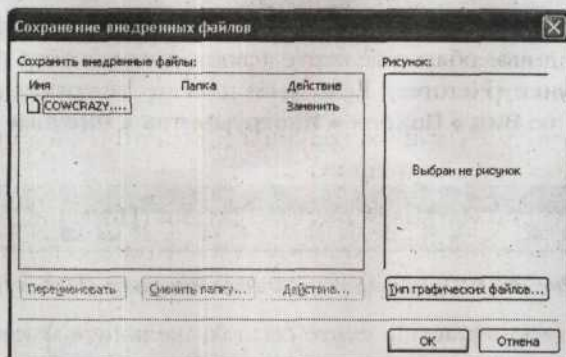 Сохранение внедренных файлов
Сохранить внедренные файлы:
Рисунок:
Имя Папка Действие
COWCRAZY.... Заменить
Выбран не рисунок
Переименовать Сменить папку... Действие... Тип графических файлов...
ОК Отмена